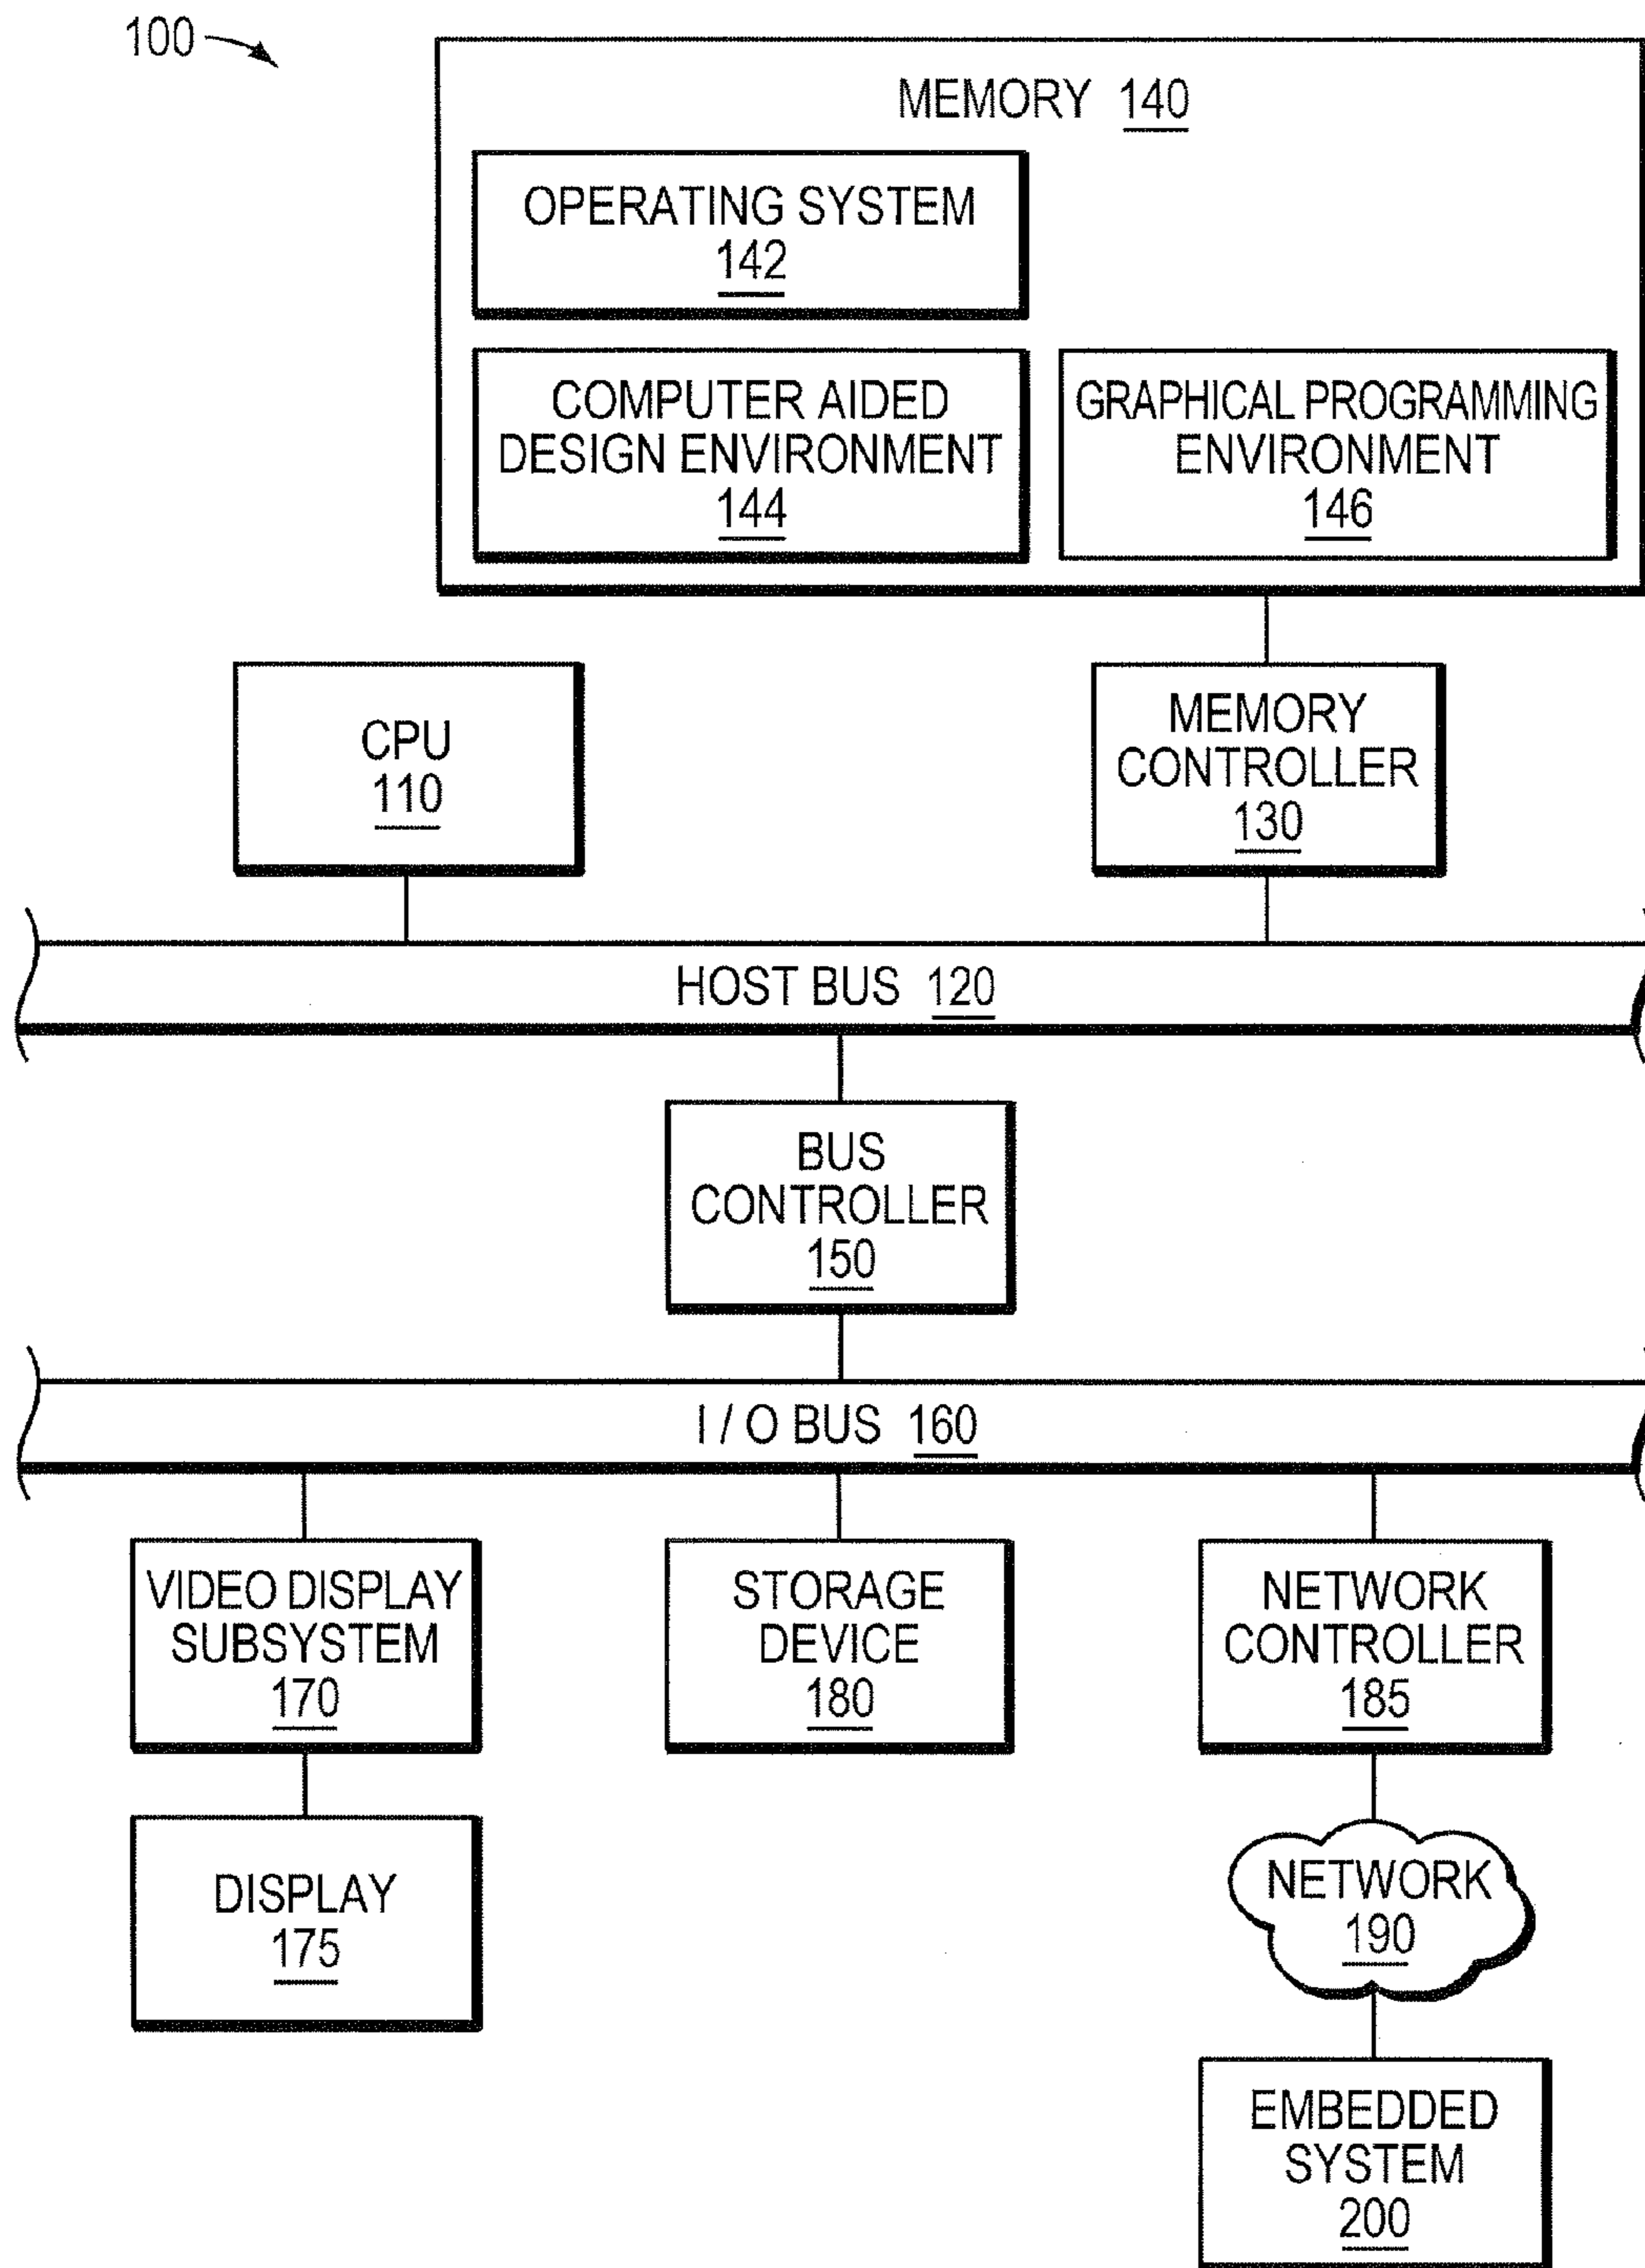 100
MEMORY 140
OPERATING SYSTEM
142
COMPUTER AIDED
DESIGN ENVIRONMENT
144
GRAPHICAL PROGRAMMING
ENVIRONMENT
146
CPU
110
MEMORY
CONTROLLER
130
HOST BUS 120
BUS
CONTROLLER
150
I / O BUS 160
VIDEO DISPLAY
SUBSYSTEM
170
STORAGE
DEVICE
180
NETWORK
CONTROLLER
185
DISPLAY
175
NETWORK
190
EMBEDDED
SYSTEM
200